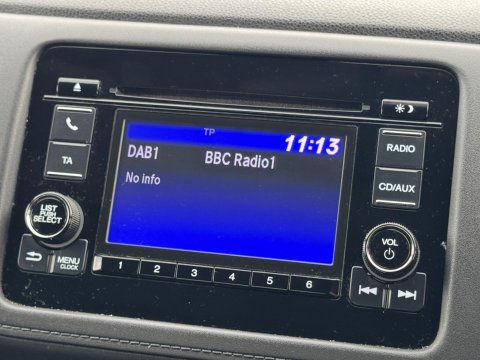 TP
11:13
DAB1 BBC Radio1
No info
TA
RADIO
CD/AUX
LIST
PUSH
SELECT
VOL
MENU
CLOCK
1 2 3 4 5 6